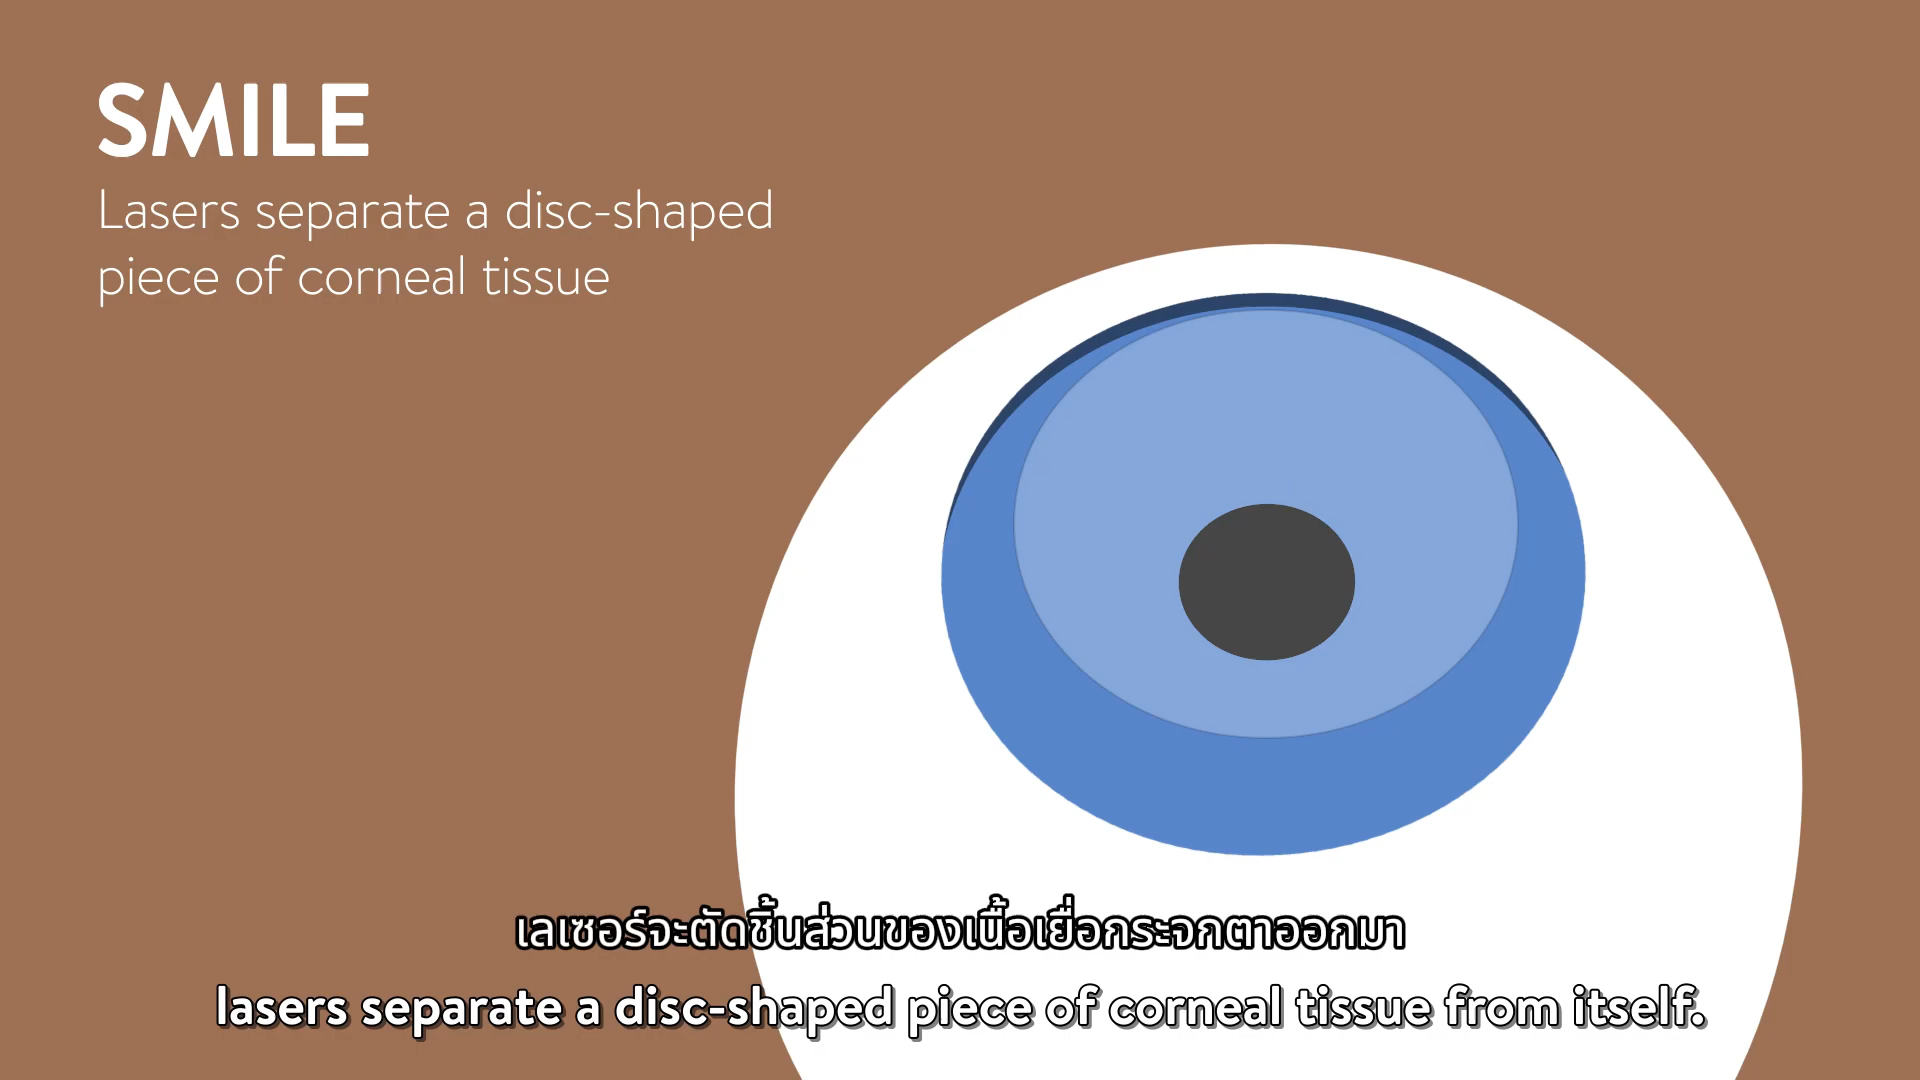 SMILE
Lasers separate a disc-shaped
piece of corneal tissue
เลเซอร์จะตัดชิ้นส่วนของเนื้อเยื่อกระจกตาออกมา
lasers separate a disc-shaped piece of corneal tissue from itself.